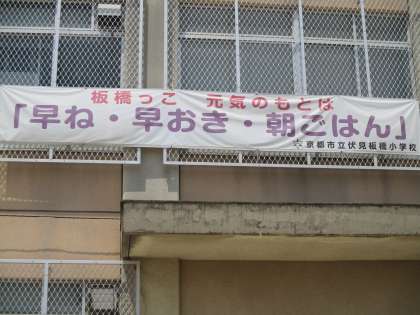 板橋っこ 元気のもとは
「早ね・早おき・朝ごはん」
京都市立伏見板橋小学校